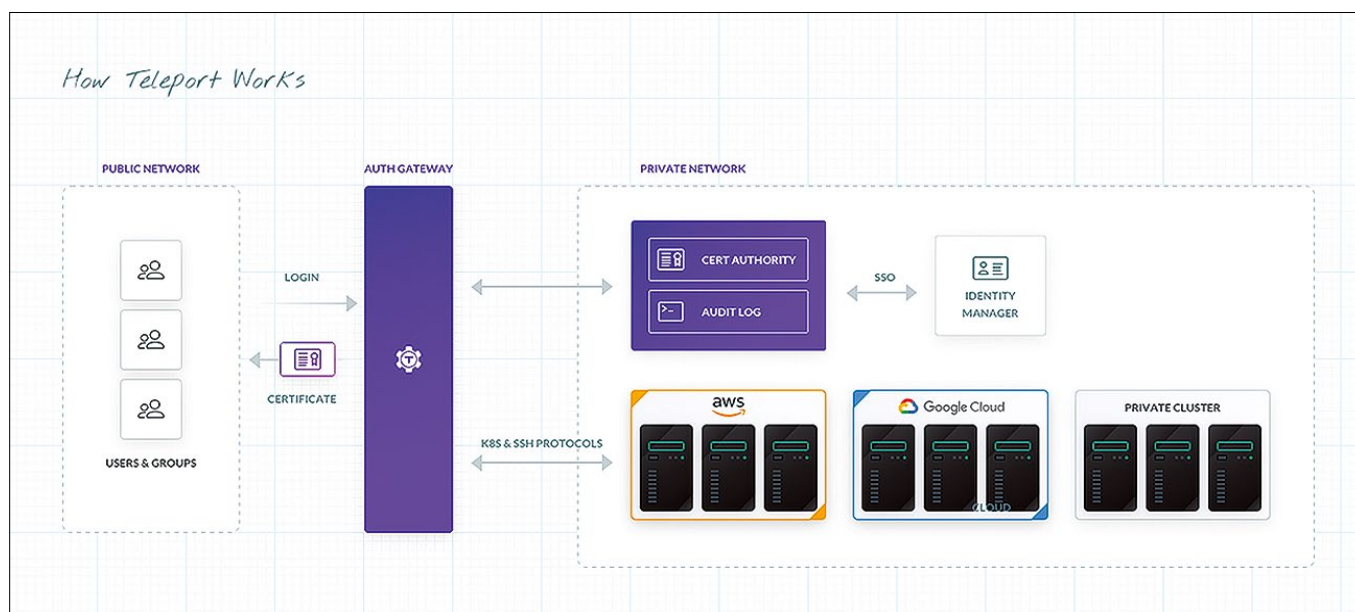 How Teleport Works
PUBLIC NETWORK
AUTH GATEWAY
PRIVATE NETWORK
LOGIN
CERTIFICATE
USERS & GROUPS
CERT AUTHORITY
AUDIT LOG
SSO
IDENTITY
MANAGER
K8S & SSH PROTOCOLS
aws
Google Cloud
CLOUD
PRIVATE CLUSTER